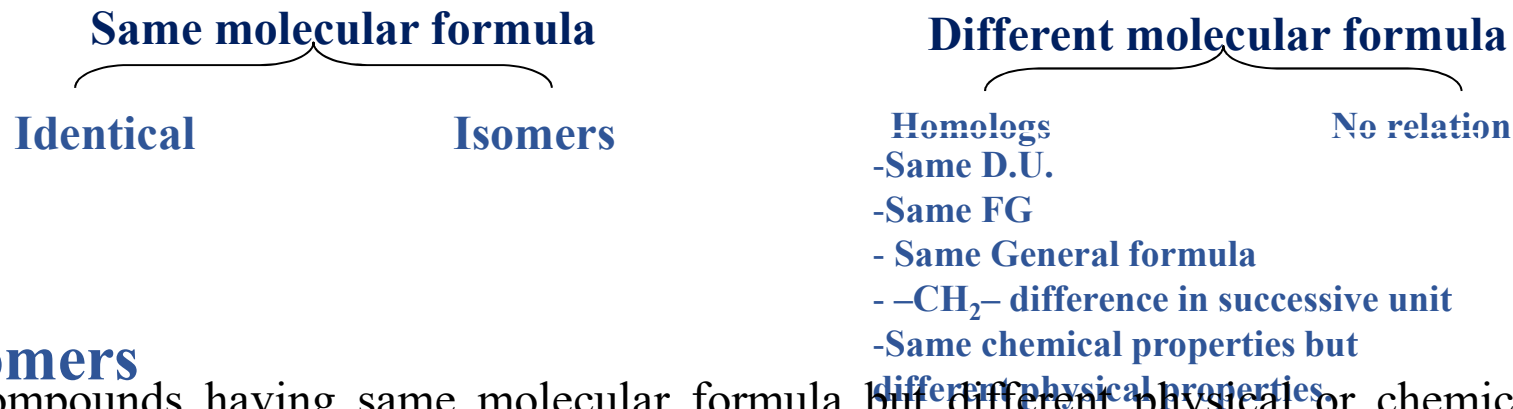 Same molecular formula
Different molecular formula
Identical
Isomers
Homologs
No relation
-Same D.U.
-Same FG
- Same General formula
- –CH₂– difference in successive unit
-Same chemical properties but
different physical properties.
omers
ompounds having same molecular formula but different physical or chemic